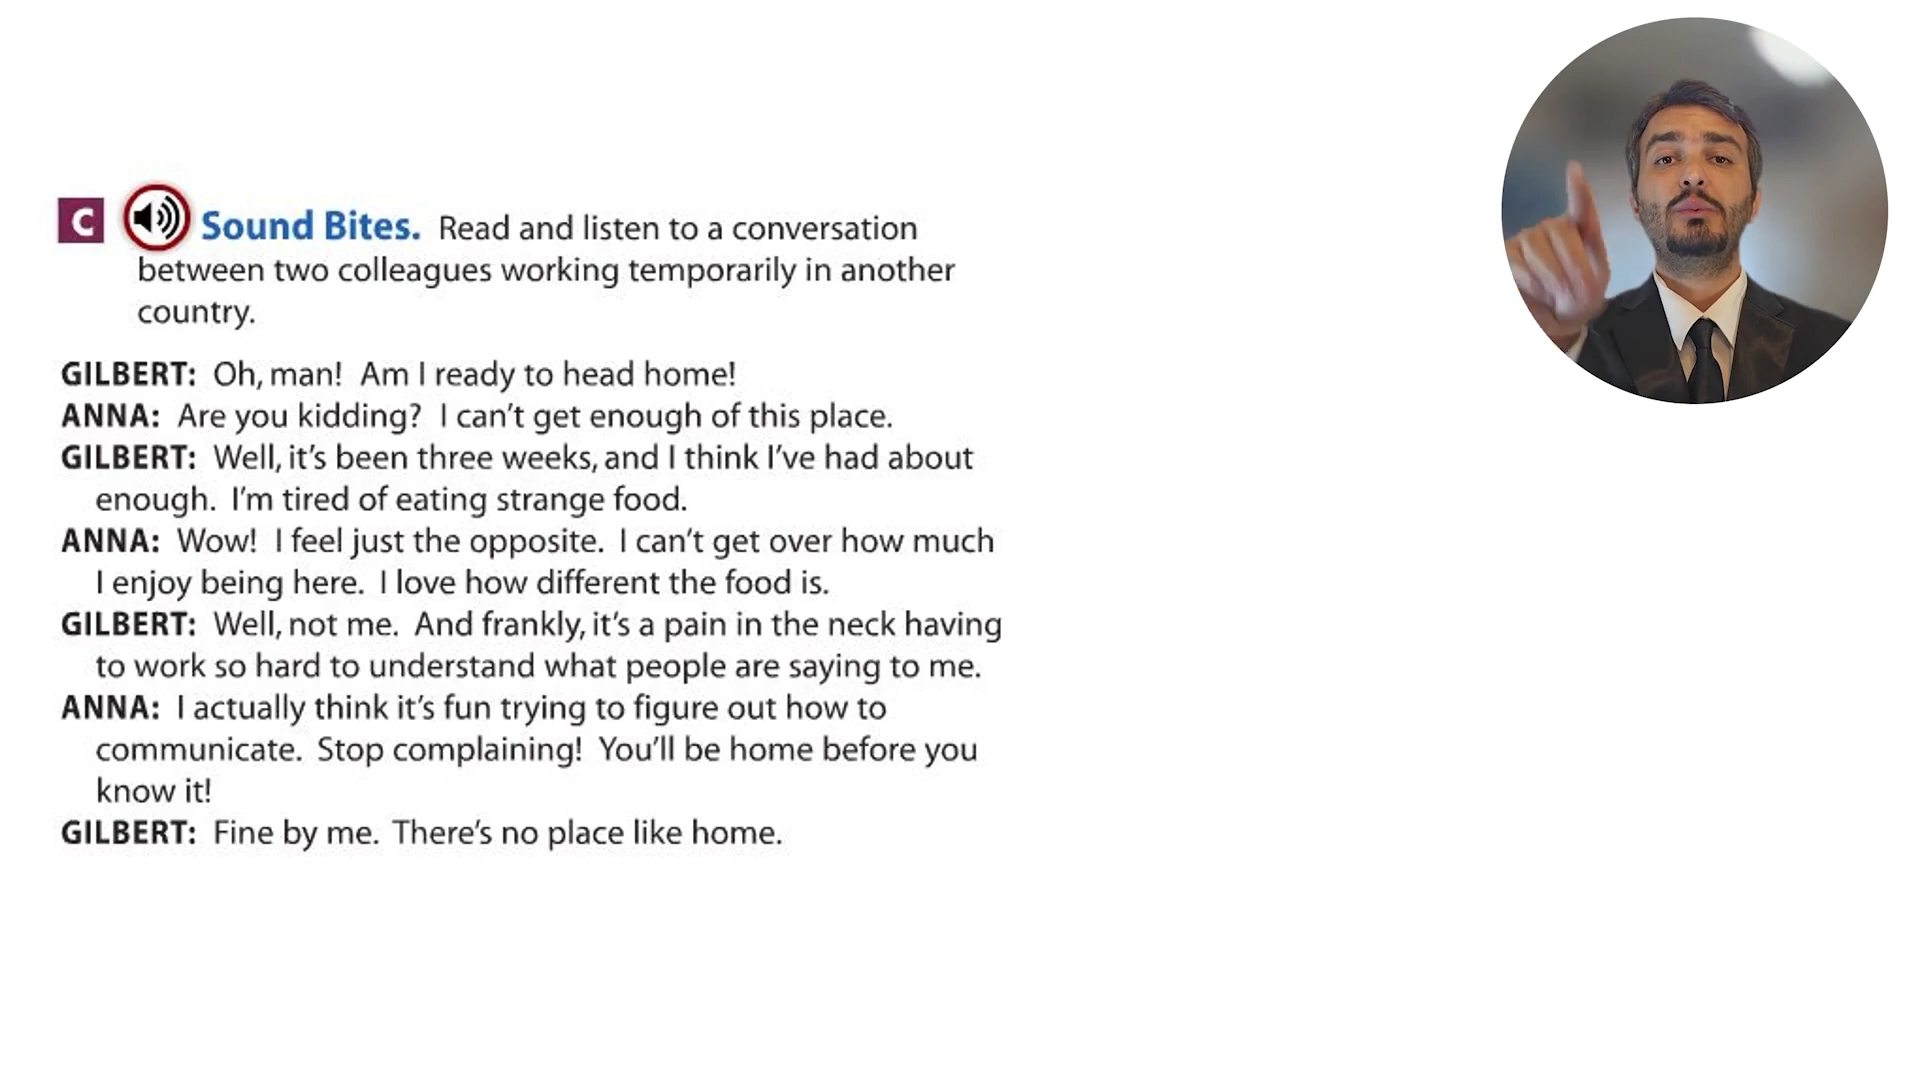 C Sound Bites. Read and listen to a conversation
between two colleagues working temporarily in another
country.
GILBERT: Oh, man! Am I ready to head home!
ANNA: Are you kidding? I can't get enough of this place.
GILBERT: Well, it's been three weeks, and I think I've had about
enough. I'm tired of eating strange food.
ANNA: Wow! I feel just the opposite. I can't get over how much
I enjoy being here. I love how different the food is.
GILBERT: Well, not me. And frankly, it's a pain in the neck having
to work so hard to understand what people are saying to me.
ANNA: I actually think it's fun trying to figure out how to
communicate. Stop complaining! You'll be home before you
know it!
GILBERT: Fine by me. There's no place like home.